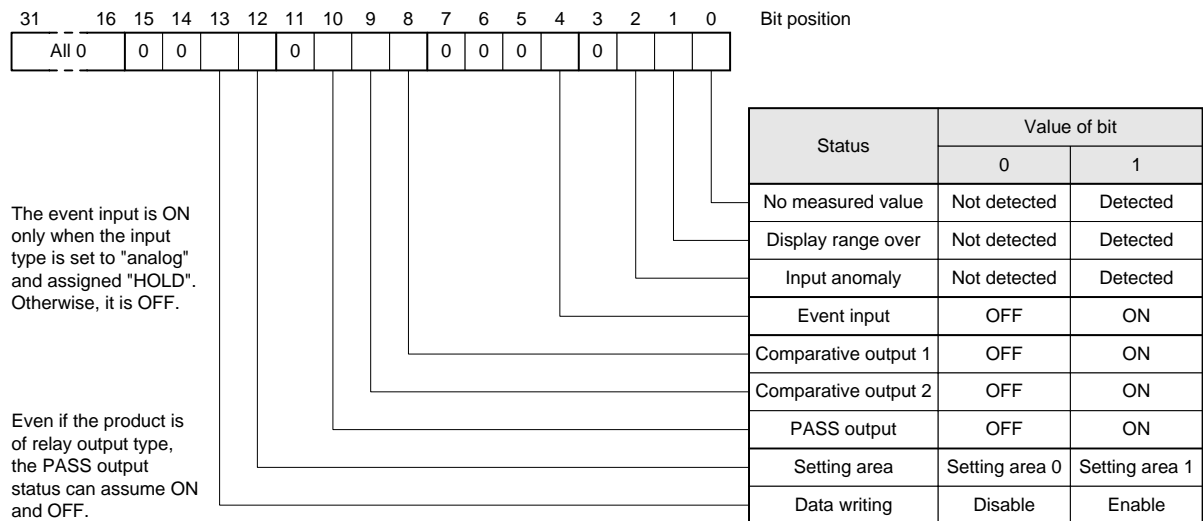 31 16 15 14 13 12 11 10 9 8 7 6 5 4 3 2 1 0 Bit position
All 0 0 0 0 0 0 0 0
Status Value of bit
0 1
No measured value Not detected Detected
Display range over Not detected Detected
Input anomaly Not detected Detected
Event input OFF ON
Comparative output 1 OFF ON
Comparative output 2 OFF ON
PASS output OFF ON
Setting area Setting area 0 Setting area 1
Data writing Disable Enable
The event input is ON
only when the input
type is set to "analog"
and assigned "HOLD".
Otherwise, it is OFF.
Even if the product is
of relay output type,
the PASS output
status can assume ON
and OFF.